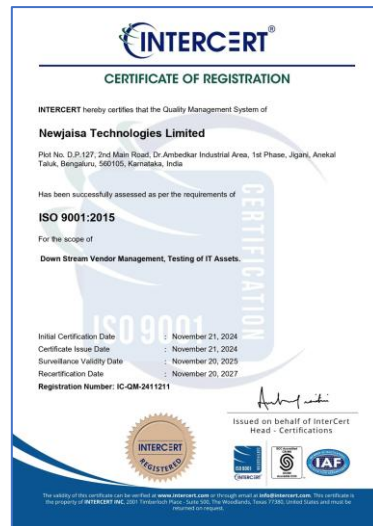 INTERCERT®
CERTIFICATE OF REGISTRATION
INTERCERT hereby certifies that the Quality Management System of
Newjaisa Technologies Limited
Plot No. D.P.127, 2nd Main Road, Dr.Ambedkar Industrial Area, 1st Phase, Jigani, Anekal
Taluk, Bengaluru, 560105, Karnataka, India
Has been successfully assessed as per the requirements of
ISO 9001:2015
For the scope of
Down Stream Vendor Management, Testing of IT Assets.
CERTIFICATION
ISO 9001
Initial Certification Date : November 21, 2024
Certificate Issue Date : November 21, 2024
Surveillance Validity Date : November 20, 2025
Recertification Date : November 20, 2027
Registration Number: IC-QM-2411211
Issued on behalf of InterCert
Head - Certifications
INTERCERT
REGISTERED
INTERCERT
IAF
The validity of this certificate can be verified at www.intercert.com or through email at info@intercert.com. This certificate is
the property of INTERCERT INC, 2001 Timberloch Place - Suite 500, The Woodlands, Texas 77380, United States and must be
returned on request.